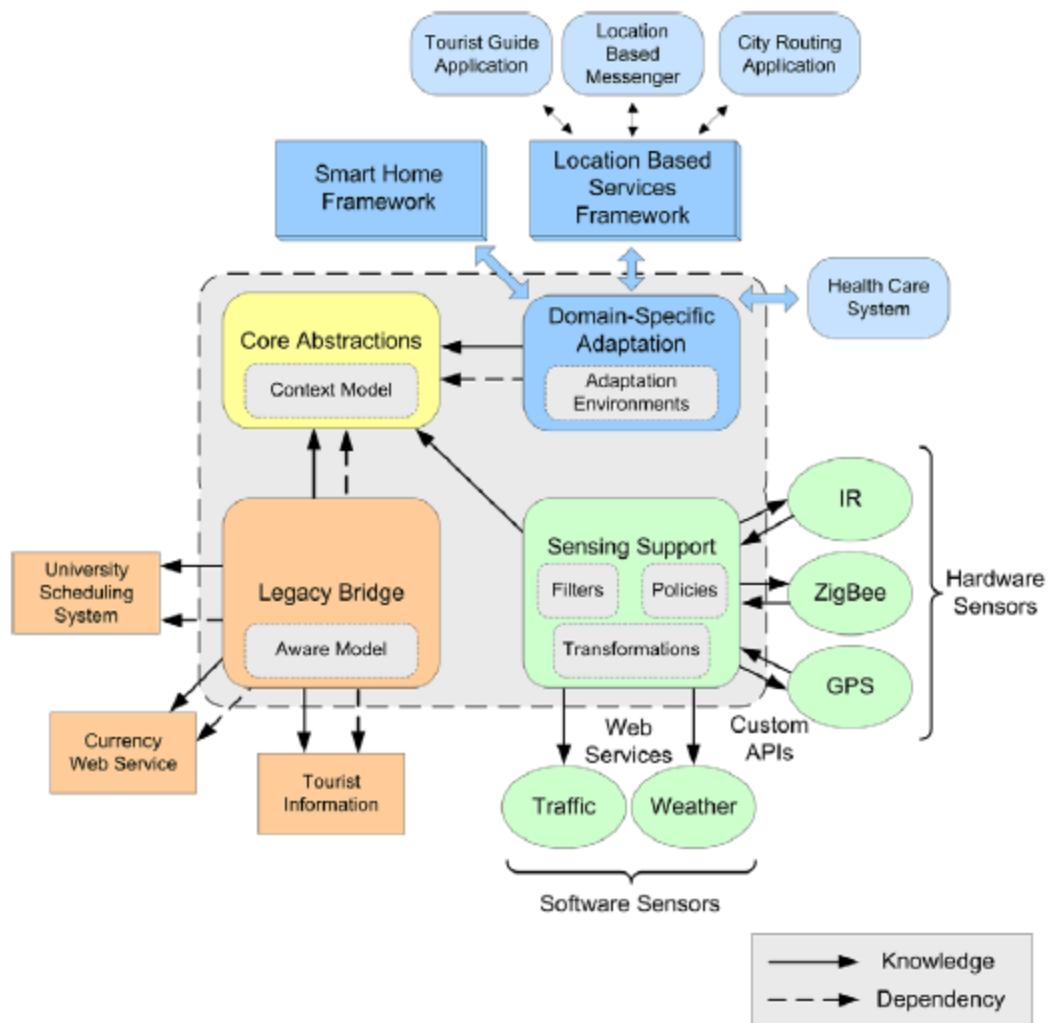 Tourist Guide
Application
Location
Based
Messenger
City Routing
Application
Smart Home
Framework
Location Based
Services
Framework
Health Care
System
Core Abstractions
Context Model
Domain-Specific
Adaptation
Adaptation
Environments
Legacy Bridge
Aware Model
Sensing Support
Filters
Policies
Transformations
IR
ZigBee
GPS
Hardware
Sensors
University
Scheduling
System
Currency
Web Service
Tourist
Information
Web
Services
Custom
APIs
Traffic
Weather
Software Sensors
Knowledge
Dependency